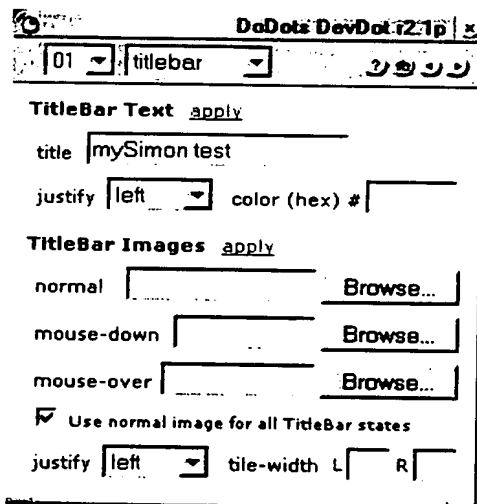 DoDots DevDot r2.1p x
01 titlebar ?
TitleBar Text apply
title mySimon test
justify left color (hex) #
TitleBar Images apply
normal Browse...
mouse-down Browse...
mouse-over Browse...
Use normal image for all TitleBar states
justify left tile-width L R